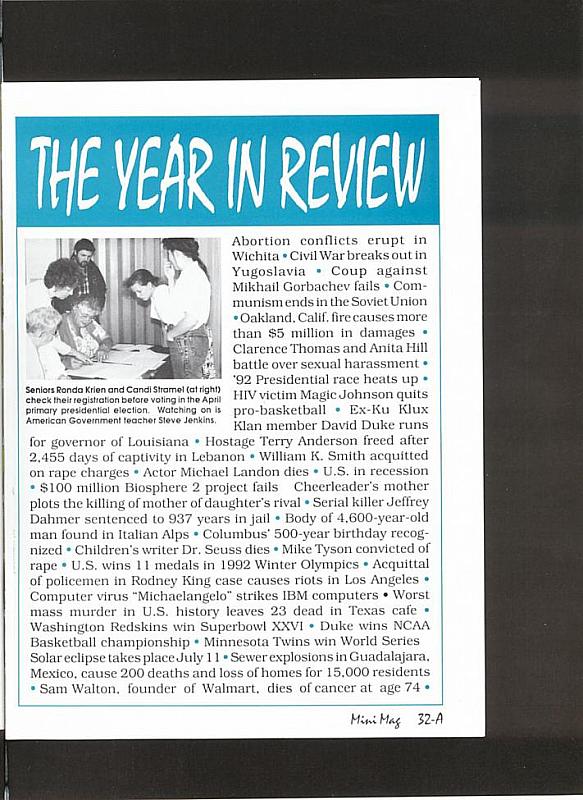 THE YEAR IN REVIEW
Abortion conflicts erupt in
Wichita • Civil War breaks out in
Yugoslavia • Coup against
Mikhail Gorbachev fails • Com-
munism ends in the Soviet Union
• Oakland, Calif. fire causes more
than $5 million in damages •
Clarence Thomas and Anita Hill
battle over sexual harassment •
'92 Presidential race heats up •
HIV victim Magic Johnson quits
pro-basketball • Ex-Ku Klux
Klan member David Duke runs
for governor of Louisiana • Hostage Terry Anderson freed after
2,455 days of captivity in Lebanon • William K. Smith acquitted
on rape charges • Actor Michael Landon dies • U.S. in recession
• $100 million Biosphere 2 project fails Cheerleader's mother
plots the killing of mother of daughter's rival • Serial killer Jeffrey
Dahmer sentenced to 937 years in jail • Body of 4,600-year-old
man found in Italian Alps • Columbus' 500-year birthday recog-
nized • Children's writer Dr. Seuss dies • Mike Tyson convicted of
rape • U.S. wins 11 medals in 1992 Winter Olympics • Acquittal
of policemen in Rodney King case causes riots in Los Angeles •
Computer virus "Michaelangelo" strikes IBM computers • Worst
mass murder in U.S. history leaves 23 dead in Texas cafe •
Washington Redskins win Superbowl XXVI • Duke wins NCAA
Basketball championship • Minnesota Twins win World Series
Solar eclipse takes place July 11 • Sewer explosions in Guadalajara,
Mexico, cause 200 deaths and loss of homes for 15,000 residents
• Sam Walton, founder of Walmart, dies of cancer at age 74 •
Seniors Ronda Krien and Candi Stramel (at right)
check their registration before voting in the April
primary presidential election. Watching on is
American Government teacher Steve Jenkins.
Mini Mag 32-A